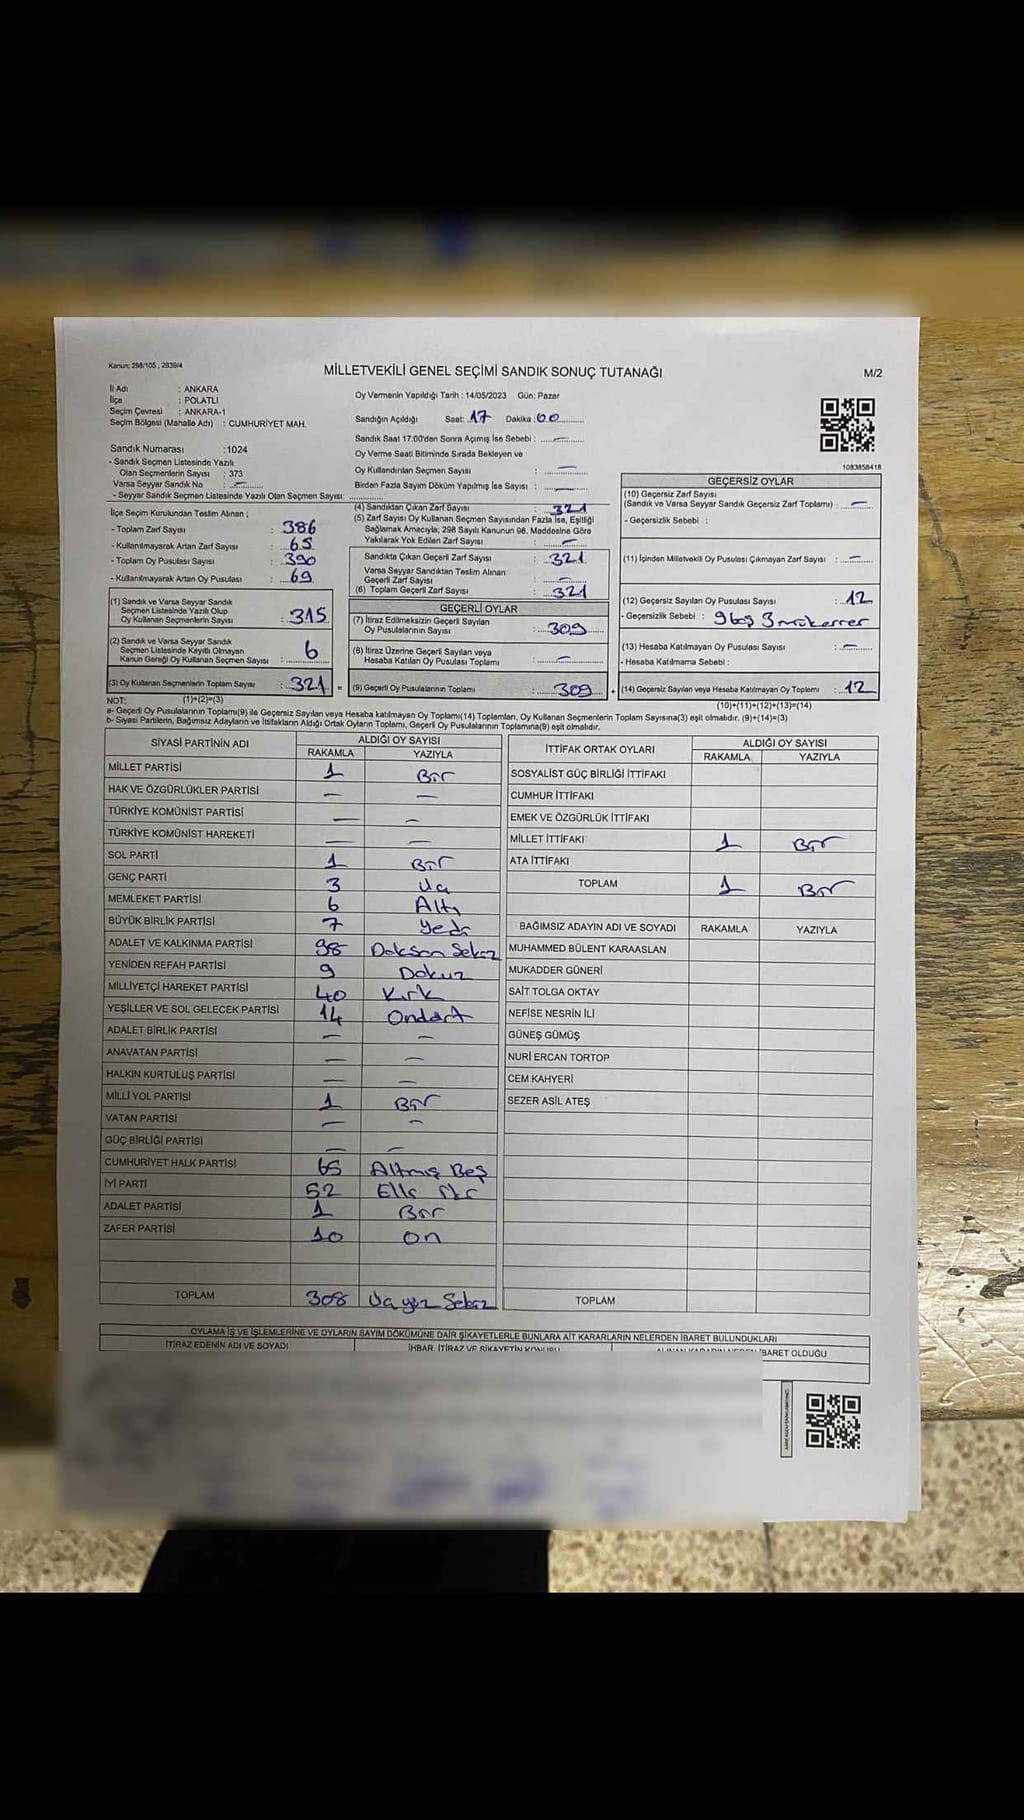 Kanun; 298/105 , 2839/4
MİLLETVEKİLİ GENEL SEÇİMİ SANDIK SONUÇ TUTANAĞI
M/2
İl Adı : ANKARA
İlçe : POLATLI
Seçim Çevresi : ANKARA-1
Seçim Bölgesi (Mahalle Adı) : CUMHURİYET MAH.
Sandık Numarası :1024
- Sandık Seçmen Listesinde Yazılı
Olan Seçmenlerin Sayısı : 373
Varsa Seyyar Sandık No : —
- Seyyar Sandık Seçmen Listesinde Yazılı Olan Seçmen Sayısı:
Oy Vermenin Yapıldığı Tarih : 14/05/2023 Gün: Pazar
Sandığın Açıldığı Saat: 17 Dakika : 00
Sandık Saat 17:00'den Sonra Açımış İse Sebebi : —
Oy Verme Saati Bitiminde Sırada Bekleyen ve
Oy Kullandırılan Seçmen Sayısı : —
Birden Fazla Sayım Döküm Yapılmış İse Sayısı : —
1083858418
İlçe Seçim Kurulundan Teslim Alınan ;
- Toplam Zarf Sayısı : 386
- Kullanılmayarak Artan Zarf Sayısı : 65
- Toplam Oy Pusulası Sayısı : 390
- Kullanılmayarak Artan Oy Pusulası : 69
(1) Sandık ve Varsa Seyyar Sandık
Seçmen Listesinde Yazılı Olup
Oy Kullanan Seçmenlerin Sayısı : 315
(2) Sandık ve Varsa Seyyar Sandık
Seçmen Listesinde Kayıtlı Olmayan
Kanun Gereği Oy Kullanan Seçmen Sayısı : 6
(3) Oy Kullanan Seçmenlerin Toplam Sayısı : 321 =
(1)+(2)=(3)
(4) Sandıktan Çıkan Zarf Sayısı : 321
(5) Zarf Sayısı Oy Kullanan Seçmen Sayısından Fazla İse, Eşitliği
Sağlamak Amacıyla; 298 Sayılı Kanunun 98. Maddesine Göre
Yakılarak Yok Edilen Zarf Sayısı : —
Sandıkta Çıkan Geçerli Zarf Sayısı : 321
Varsa Seyyar Sandıktan Teslim Alınan
Geçerli Zarf Sayısı : —
(6) Toplam Geçerli Zarf Sayısı : 321
GEÇERLİ OYLAR
(7) İtiraz Edilmeksizin Geçerli Sayılan
Oy Pusulalarının Sayısı : 309
(8) İtiraz Üzerine Geçerli Sayılan veya
Hesaba Katılan Oy Pusulası Toplamı : —
(9) Geçerli Oy Pusulalarının Toplamı : 309 +
GEÇERSİZ OYLAR
(10) Geçersiz Zarf Sayısı
(Sandık ve Varsa Seyyar Sandık Geçersiz Zarf Toplamı) : —
- Geçersizlik Sebebi :
(11) İçinden Milletvekili Oy Pusulası Çıkmayan Zarf Sayısı : —
(12) Geçersiz Sayılan Oy Pusulası Sayısı : 12
- Geçersizlik Sebebi : 9 boş 3 mükerrer
(13) Hesaba Katılmayan Oy Pusulası Sayısı : —
- Hesaba Katılmama Sebebi :
(14) Geçersiz Sayılan veya Hesaba Katılmayan Oy Toplamı : 12
(10)+(11)+(12)+(13)=(14)
NOT:
a- Geçerli Oy Pusulalarının Toplamı(9) ile Geçersiz Sayılan veya Hesaba katılmayan Oy Toplamı(14) Toplamları, Oy Kullanan Seçmenlerin Toplam Sayısına(3) eşit olmalıdır. (9)+(14)=(3)
b- Siyasi Partilerin, Bağımsız Adayların ve İttifakların Aldığı Ortak Oyların Toplamı, Geçerli Oy Pusulalarının Toplamına(9) eşit olmalıdır.
SİYASİ PARTİNİN ADI ALDIĞI OY SAYISI
RAKAMLA YAZIYLA
MİLLET PARTİSİ 1 Bir
HAK VE ÖZGÜRLÜKLER PARTİSİ — —
TÜRKİYE KOMÜNİST PARTİSİ — —
TÜRKİYE KOMÜNİST HAREKETİ — —
SOL PARTİ 1 Bir
GENÇ PARTİ 3 Üç
MEMLEKET PARTİSİ 6 Altı
BÜYÜK BİRLİK PARTİSİ 7 Yedi
ADALET VE KALKINMA PARTİSİ 98 Doksan Sekiz
YENİDEN REFAH PARTİSİ 9 Dokuz
MİLLİYETÇİ HAREKET PARTİSİ 40 Kırk
YEŞİLLER VE SOL GELECEK PARTİSİ 14 Ondört
ADALET BİRLİK PARTİSİ — —
ANAVATAN PARTİSİ — —
HALKIN KURTULUŞ PARTİSİ — —
MİLLİ YOL PARTİSİ 1 Bir
VATAN PARTİSİ — —
GÜÇ BİRLİĞİ PARTİSİ — —
CUMHURİYET HALK PARTİSİ 65 Altmış Beş
İYİ PARTİ 52 Elli İki
ADALET PARTİSİ 1 Bir
ZAFER PARTİSİ 10 On
TOPLAM 308 Üç yüz Sekiz
İTTİFAK ORTAK OYLARI ALDIĞI OY SAYISI
RAKAMLA YAZIYLA
SOSYALİST GÜÇ BİRLİĞİ İTTİFAKI
CUMHUR İTTİFAKI
EMEK VE ÖZGÜRLÜK İTTİFAKI
MİLLET İTTİFAKI 1 Bir
ATA İTTİFAKI
TOPLAM 1 Bir
BAĞIMSIZ ADAYIN ADI VE SOYADI RAKAMLA YAZIYLA
MUHAMMED BÜLENT KARAASLAN
MUKADDER GÜNERİ
SAİT TOLGA OKTAY
NEFİSE NESRİN İLİ
GÜNEŞ GÜMÜŞ
NURİ ERCAN TORTOP
CEM KAHYERİ
SEZER ASİL ATEŞ
TOPLAM
OYLAMA İŞ VE İŞLEMLERİNE VE OYLARIN SAYIM DÖKÜMÜNE DAİR ŞİKAYETLERLE BUNLARA AİT KARARLARIN NELERDEN İBARET BULUNDUKLARI
İTİRAZ EDENİN ADI VE SOYADI İHBAR, İTİRAZ VE ŞİKAYETİN KONUSU İBARET OLDUĞU